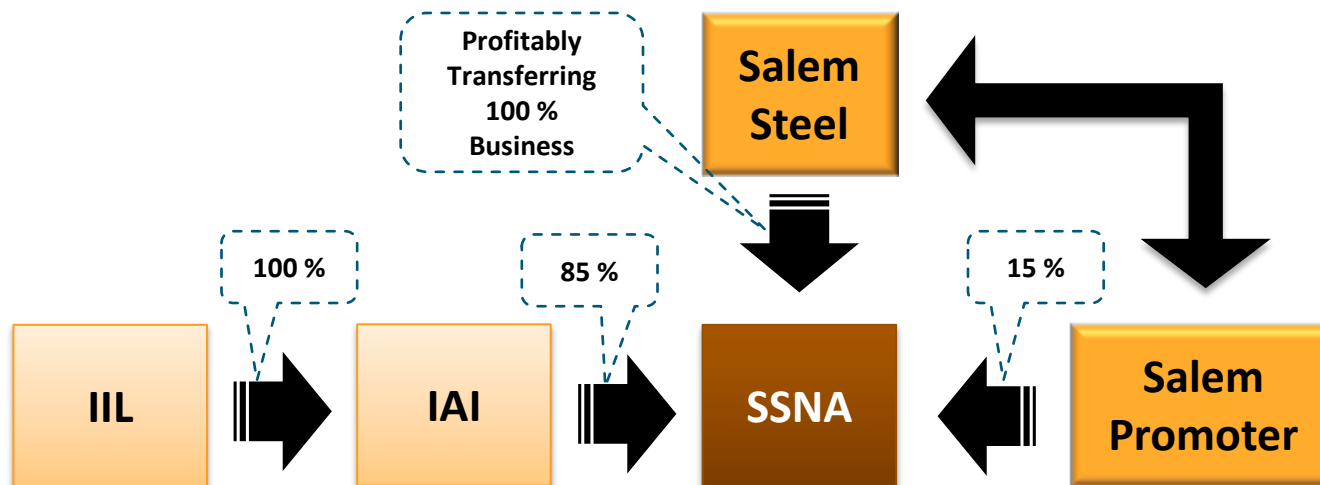 Profitably
Transferring
100 %
Business
Salem
Steel
100 %
85 %
15 %
IIL
IAI
SSNA
Salem
Promoter